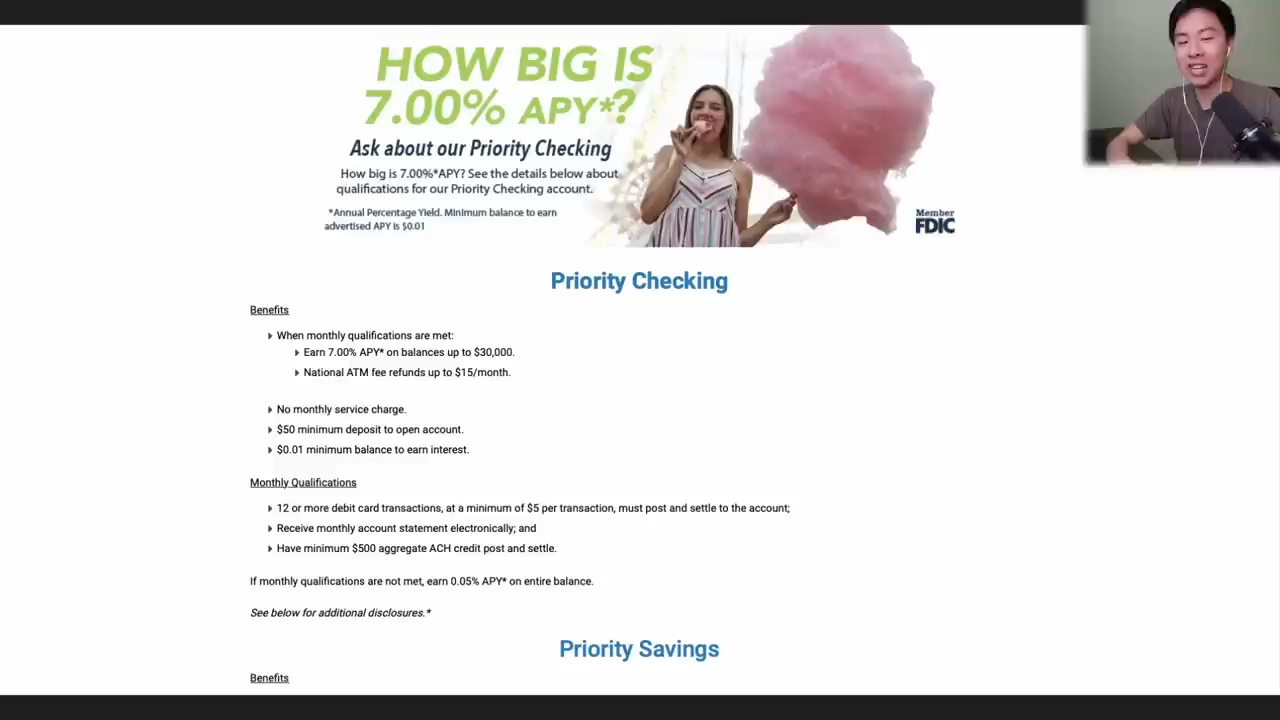 HOW BIG IS
7.00% APY*?
Ask about our Priority Checking
How big is 7.00%*APY? See the details below about
qualifications for our Priority Checking account.
*Annual Percentage Yield. Minimum balance to earn
advertised APY is $0.01
Member
FDIC
Priority Checking
Benefits
When monthly qualifications are met:
Earn 7.00% APY* on balances up to $30,000.
National ATM fee refunds up to $15/month.
No monthly service charge.
$50 minimum deposit to open account.
$0.01 minimum balance to earn interest.
Monthly Qualifications
12 or more debit card transactions, at a minimum of $5 per transaction, must post and settle to the account;
Receive monthly account statement electronically; and
Have minimum $500 aggregate ACH credit post and settle.
If monthly qualifications are not met, earn 0.05% APY* on entire balance.
See below for additional disclosures.*
Priority Savings
Benefits